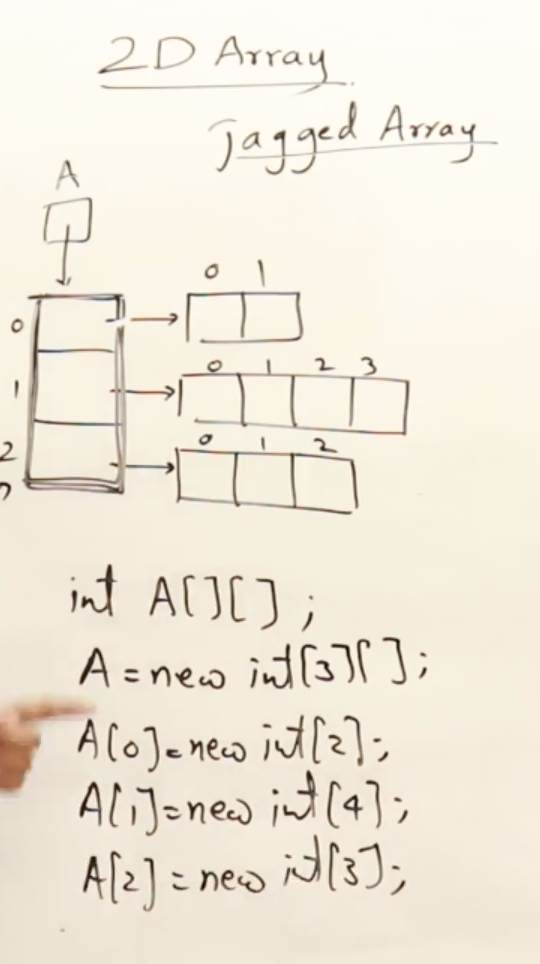 2D Array
Jagged Array
A
0 1
0
0 1 2 3
1
0 1 2
2
int A[][];
A=new int[3][];
A[0]=new int[2];
A[1]=new int[4];
A[2]=new int[3];